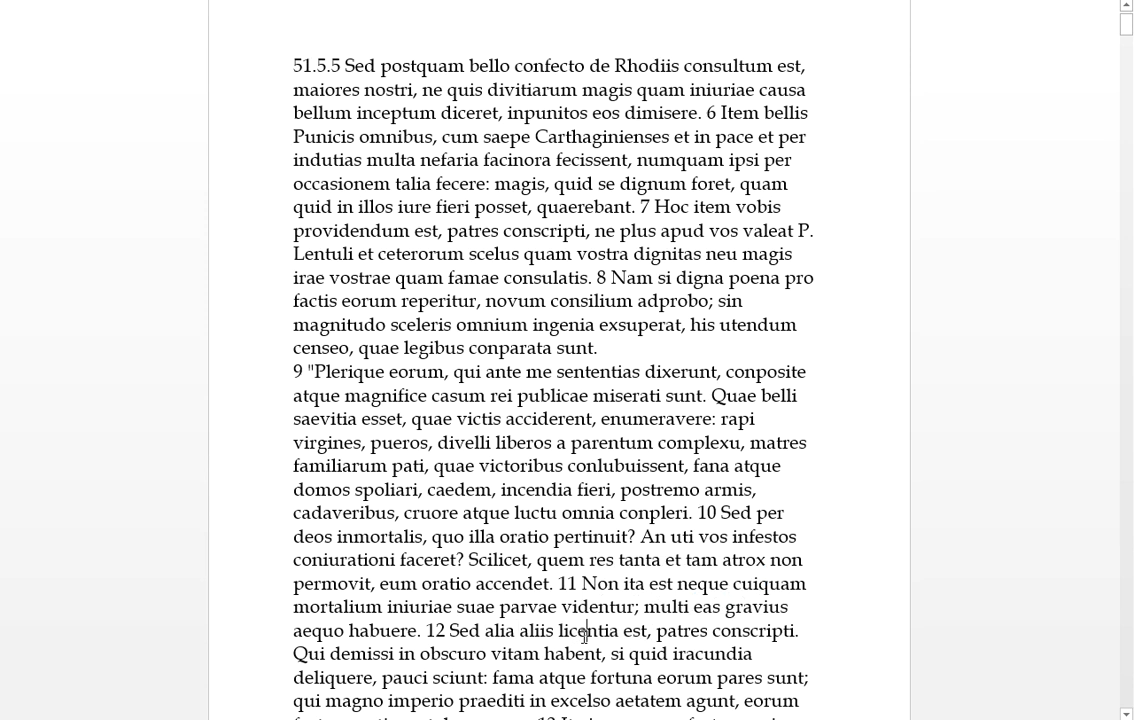 51.5.5 Sed postquam bello confecto de Rhodiis consultum est,
maiores nostri, ne quis divitiarum magis quam iniuriae causa
bellum inceptum diceret, inpunitos eos dimisere. 6 Item bellis
Punicis omnibus, cum saepe Carthaginienses et in pace et per
indutias multa nefaria facinora fecissent, numquam ipsi per
occasionem talia fecere: magis, quid se dignum foret, quam
quid in illos iure fieri posset, quaerebant. 7 Hoc item vobis
providendum est, patres conscripti, ne plus apud vos valeat P.
Lentuli et ceterorum scelus quam vostra dignitas neu magis
irae vostrae quam famae consulatis. 8 Nam si digna poena pro
factis eorum reperitur, novum consilium adprobo; sin
magnitudo sceleris omnium ingenia exsuperat, his utendum
censeo, quae legibus conparata sunt.
9 "Plerique eorum, qui ante me sententias dixerunt, conposite
atque magnifice casum rei publicae miserati sunt. Quae belli
saevitia esset, quae victis acciderent, enumeravere: rapi
virgines, pueros, divelli liberos a parentum complexu, matres
familiarum pati, quae victoribus conlubuissent, fana atque
domos spoliari, caedem, incendia fieri, postremo armis,
cadaveribus, cruore atque luctu omnia conpleri. 10 Sed per
deos inmortalis, quo illa oratio pertinuit? An uti vos infestos
coniurationi faceret? Scilicet, quem res tanta et tam atrox non
permovit, eum oratio accendet. 11 Non ita est neque cuiquam
mortalium iniuriae suae parvae videntur; multi eas gravius
aequo habuere. 12 Sed alia aliis licentia est, patres conscripti.
Qui demissi in obscuro vitam habent, si quid iracundia
deliquere, pauci sciunt: fama atque fortuna eorum pares sunt;
qui magno imperio praediti in excelso aetatem agunt, eorum